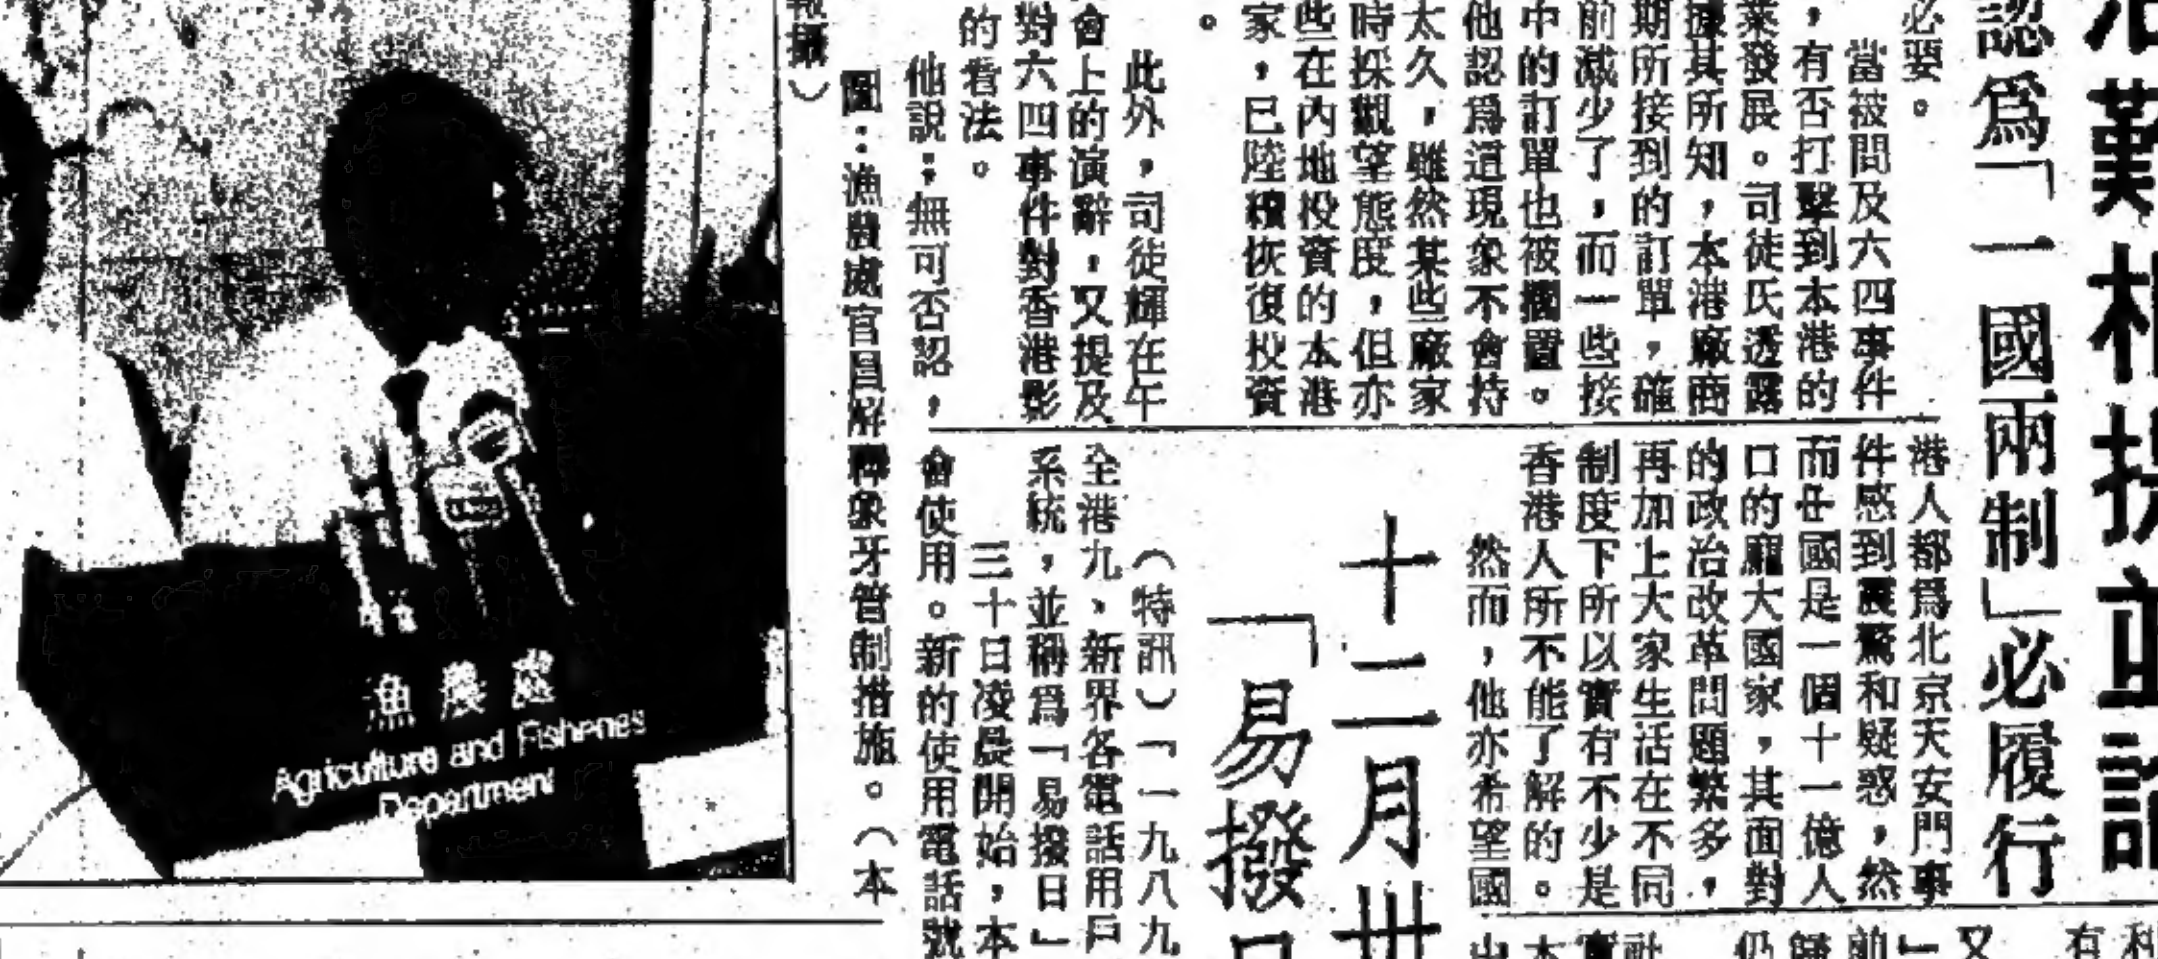 認爲「一國兩制」必履行
必要。
當被問及六四事件
，有否打擊到本港的
業發展。司徒氏透露
據其所知，本港廠商
期所接到的訂單，確
前減少了，而一些接
中的訂單也被擱置。
他認爲這現象不會持
太久，雖然某些廠家
時採觀望態度，但亦
些在內地投資的本港
家，已陸續恢復投資
。
此外，司徒輝在午
會上的演辭，又提及
對六四事件對香港影
的看法。
他說；無可否認，
港人都爲北京天安門事
件感到震驚和疑惑，然
而中國是一個十一億人
口的龐大國家，其面對
的政治改革問題繁多，
再加上大家生活在不同
制度下所以實有不少是
香港人所不能了解的。
然而，他亦希望國
十二月卅
「易撥日
（特訊）「一九八九
全港九、新界各電話用戶
系統，並稱爲「易撥日」
三十日凌晨開始，本
會使用。新的使用電話號
圖：漁農處官員解釋象牙管制措施。（本
報攝）
漁農處
Agriculture and Fisheries
Department